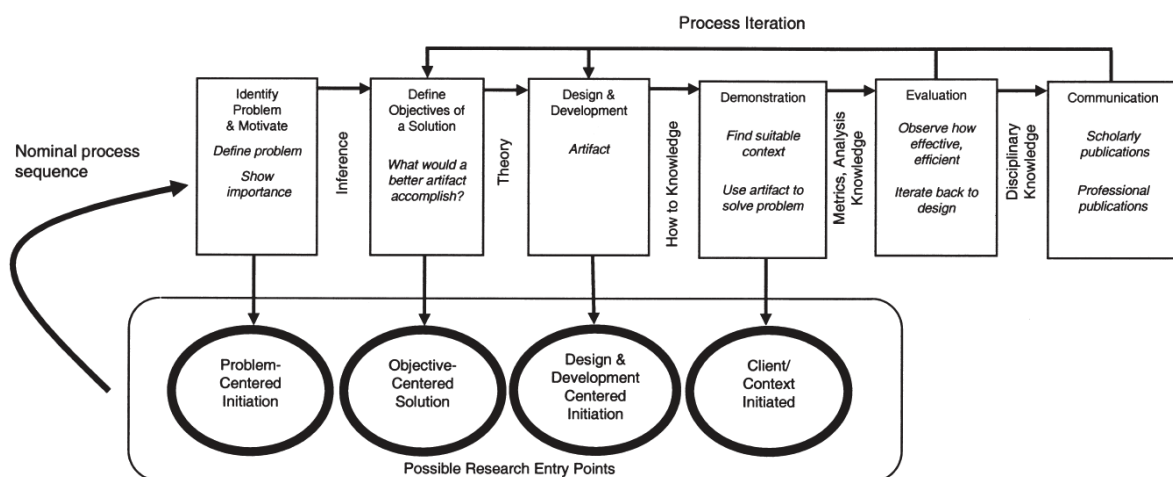 Process Iteration
Nominal process
sequence
Identify
Problem
& Motivate
Define problem
Show
importance
Inference
Define
Objectives of
a Solution
What would a
better artifact
accomplish?
Theory
Design &
Development
Artifact
How to Knowledge
Demonstration
Find suitable
context
Use artifact to
solve problem
Metrics, Analysis
Knowledge
Evaluation
Observe how
effective,
efficient
Iterate back to
design
Disciplinary
Knowledge
Communication
Scholarly
publications
Professional
publications
Problem-
Centered
Initiation
Objective-
Centered
Solution
Design &
Development
Centered
Initiation
Client/
Context
Initiated
Possible Research Entry Points